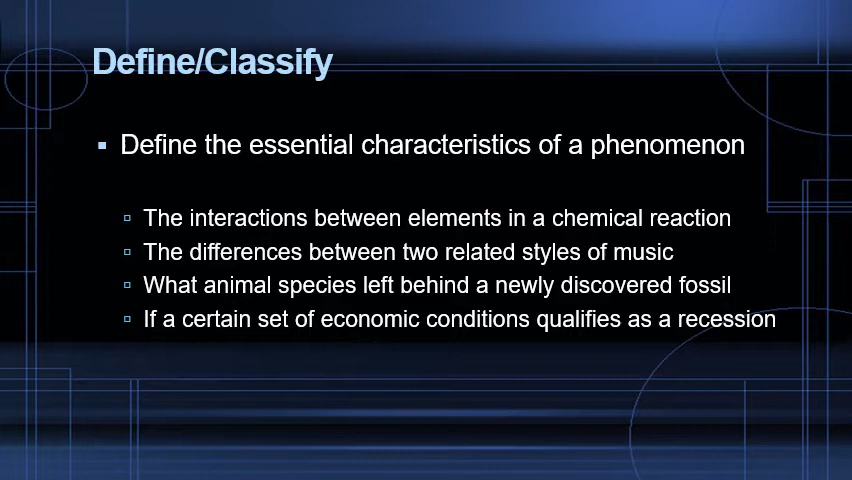 Define/Classify
Define the essential characteristics of a phenomenon
The interactions between elements in a chemical reaction
The differences between two related styles of music
What animal species left behind a newly discovered fossil
If a certain set of economic conditions qualifies as a recession